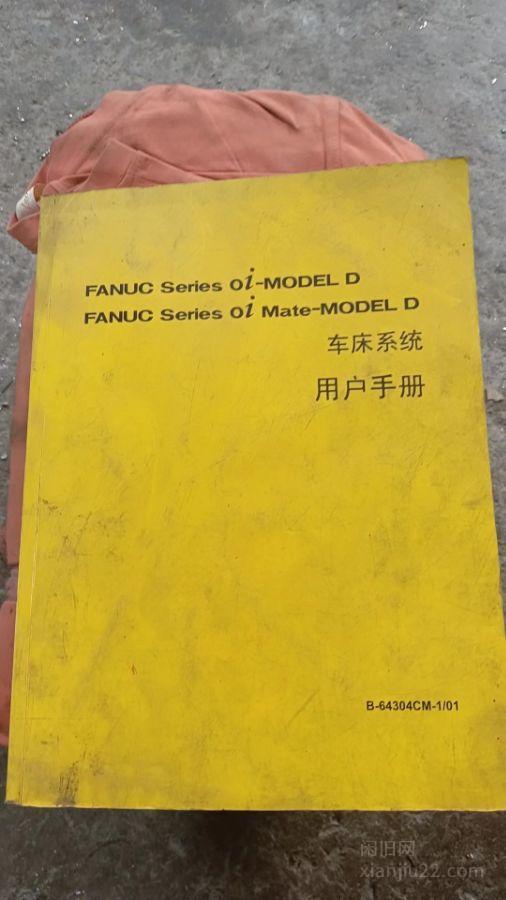 FANUC Series 0i-MODEL D
FANUC Series 0i Mate-MODEL D
车床系统
用户手册
B-64304CM-1/01
闲旧网
xianjiu22.com